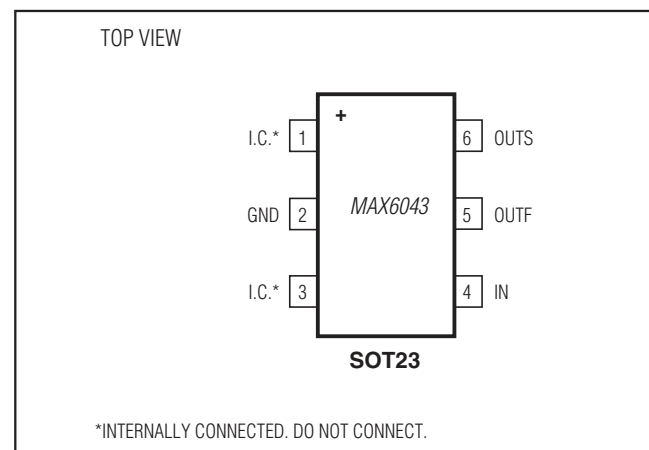 TOP VIEW
+
I.C.* 1 6 OUTS
GND 2 MAX6043 5 OUTF
I.C.* 3 4 IN
SOT23
*INTERNALLY CONNECTED. DO NOT CONNECT.